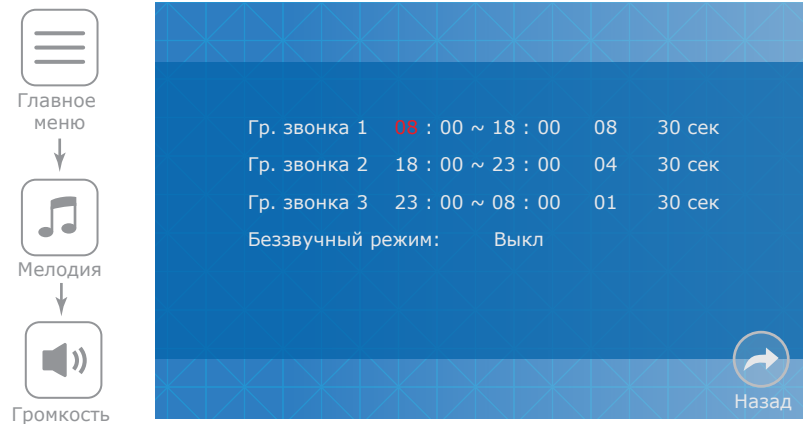 Главное
меню
Мелодия
Громкость
Гр. звонка 1 08 : 00 ~ 18 : 00 08 30 сек
Гр. звонка 2 18 : 00 ~ 23 : 00 04 30 сек
Гр. звонка 3 23 : 00 ~ 08 : 00 01 30 сек
Беззвучный режим: Выкл
Назад